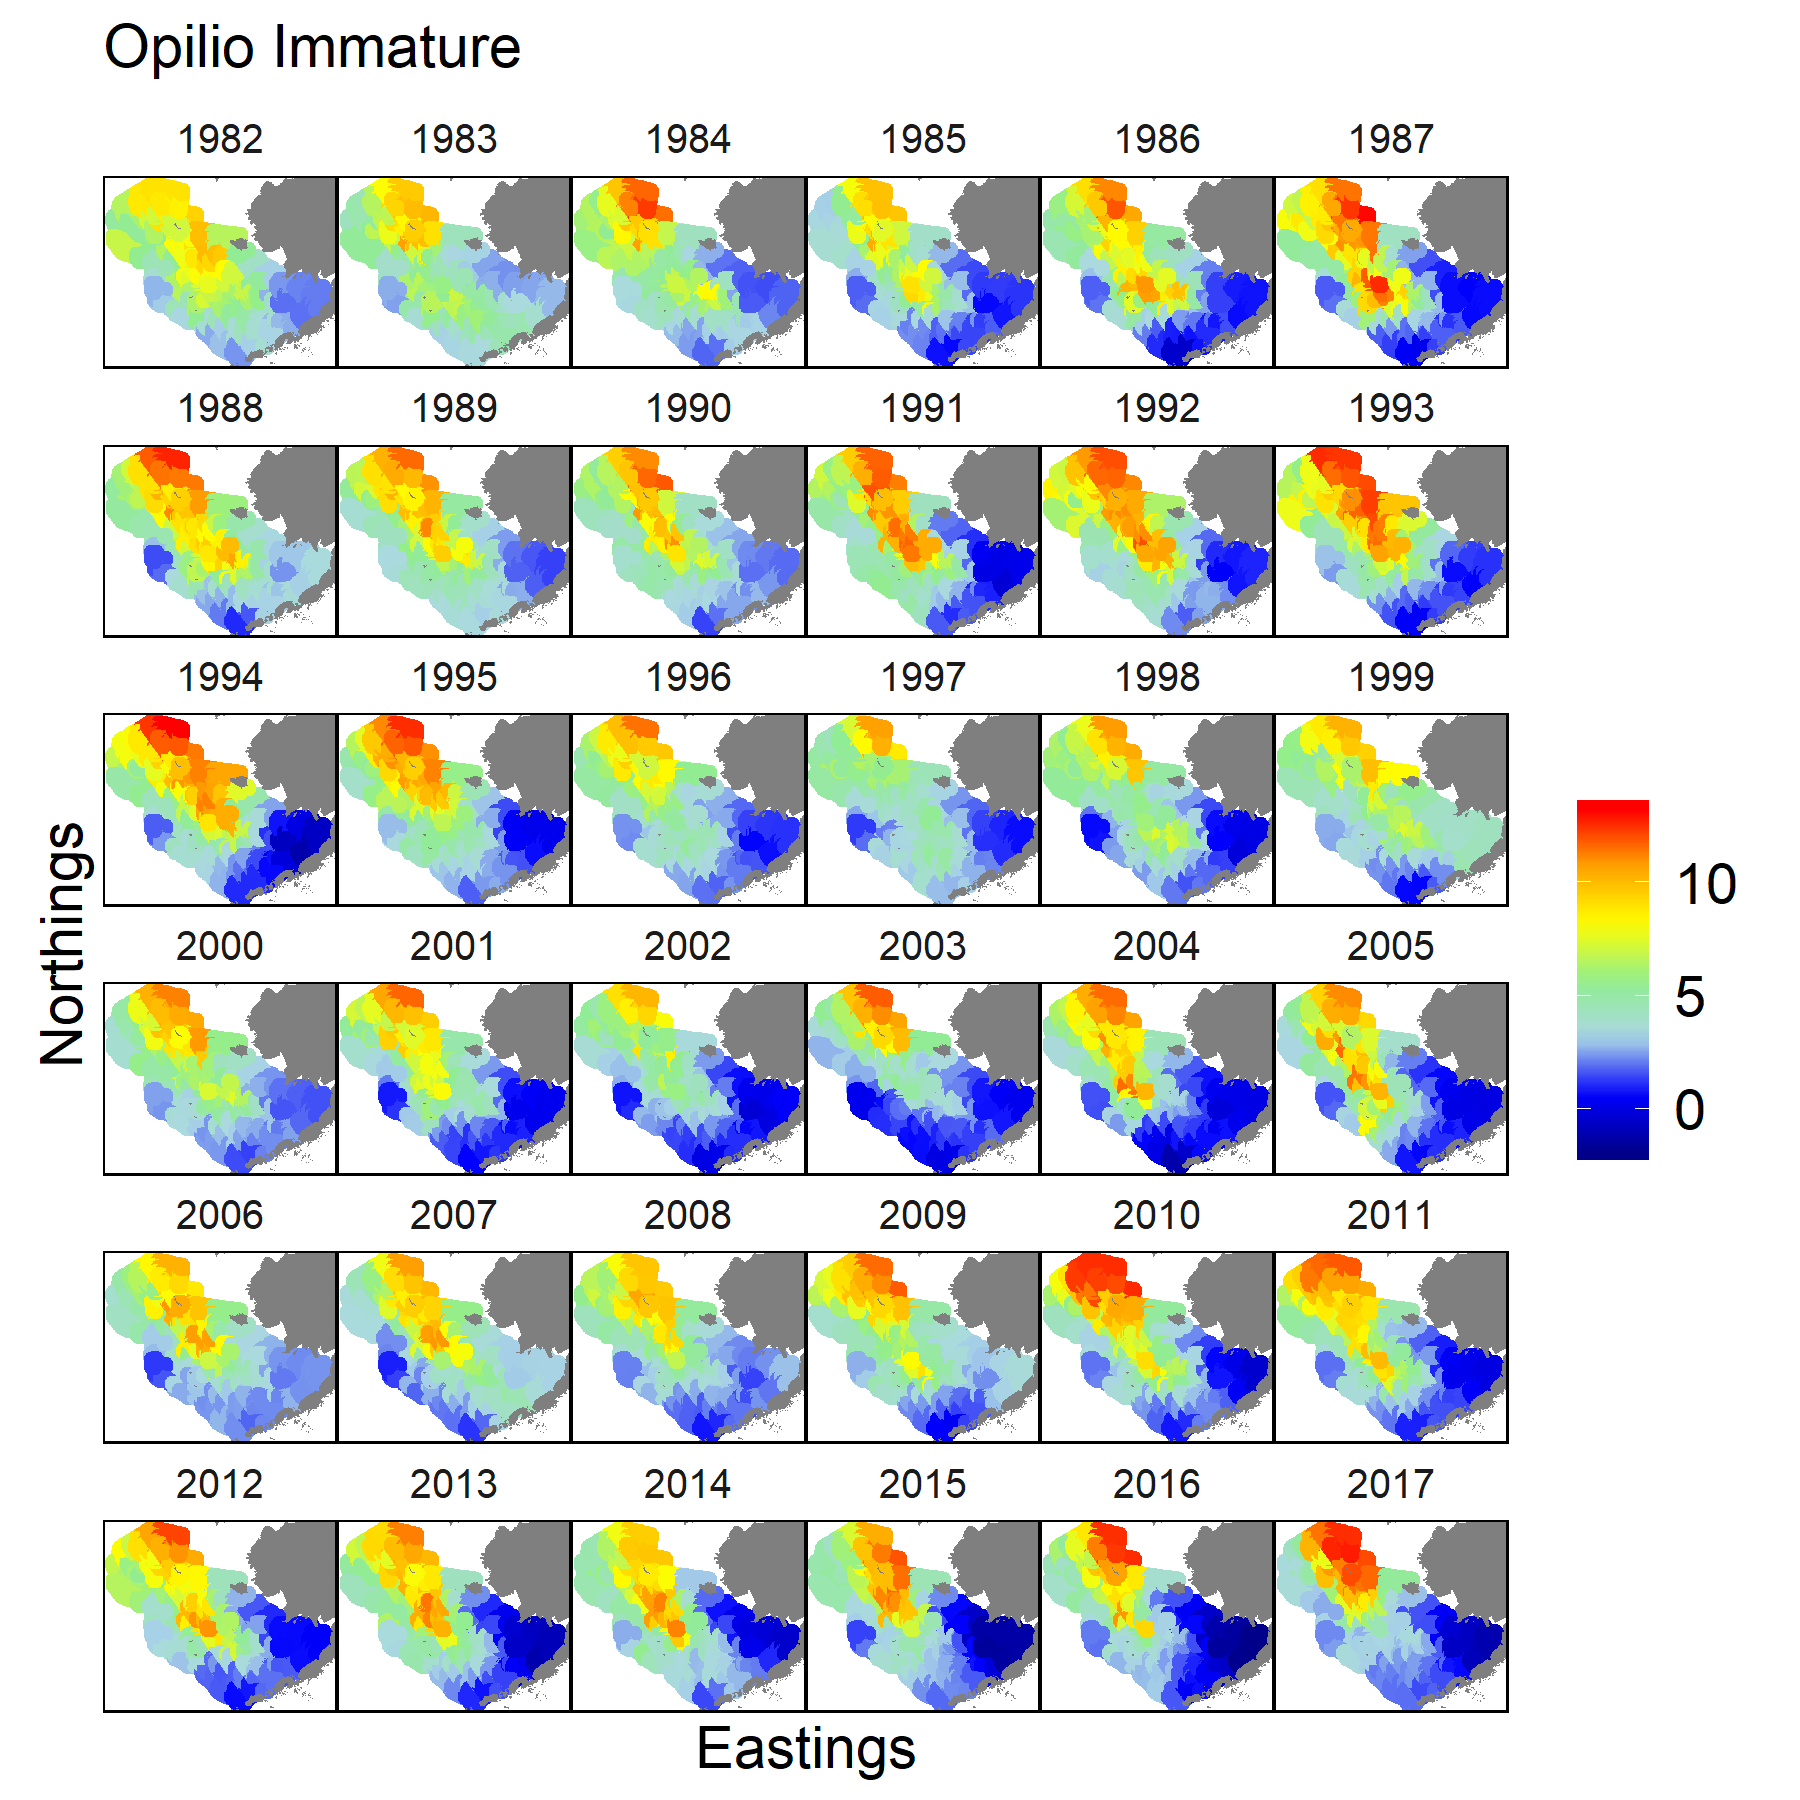 Opilio Immature
1982 1983 1984 1985 1986 1987
1988 1989 1990 1991 1992 1993
1994 1995 1996 1997 1998 1999
2000 2001 2002 2003 2004 2005
2006 2007 2008 2009 2010 2011
2012 2013 2014 2015 2016 2017
Northings
Eastings
10
5
0